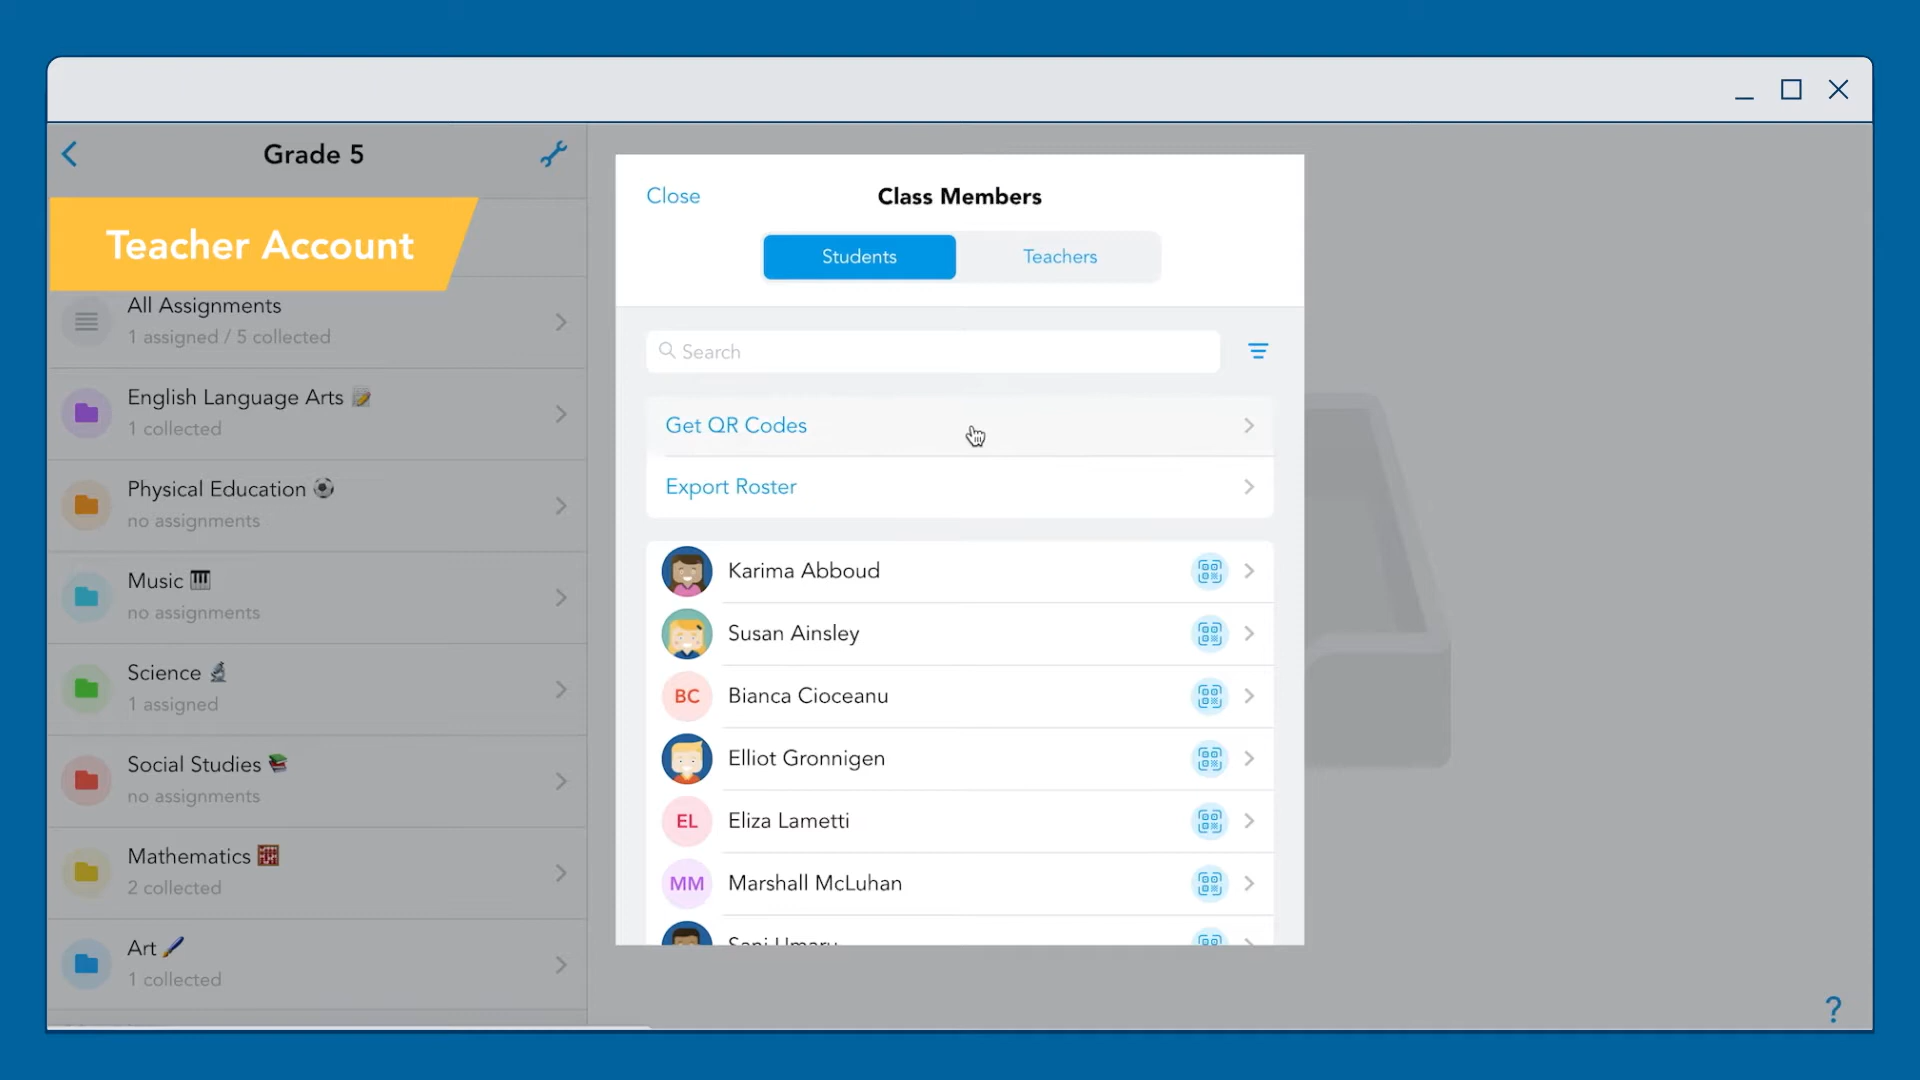 Grade 5
Teacher Account
All Assignments
1 assigned / 5 collected
English Language Arts
1 collected
Physical Education
no assignments
Music
no assignments
Science
1 assigned
Social Studies
no assignments
Mathematics
2 collected
Art
1 collected
Close
Class Members
Students
Teachers
Search
Get QR Codes
Export Roster
Karima Abboud
Susan Ainsley
BC
Bianca Cioceanu
Elliot Gronnigen
EL
Eliza Lametti
MM
Marshall McLuhan
?